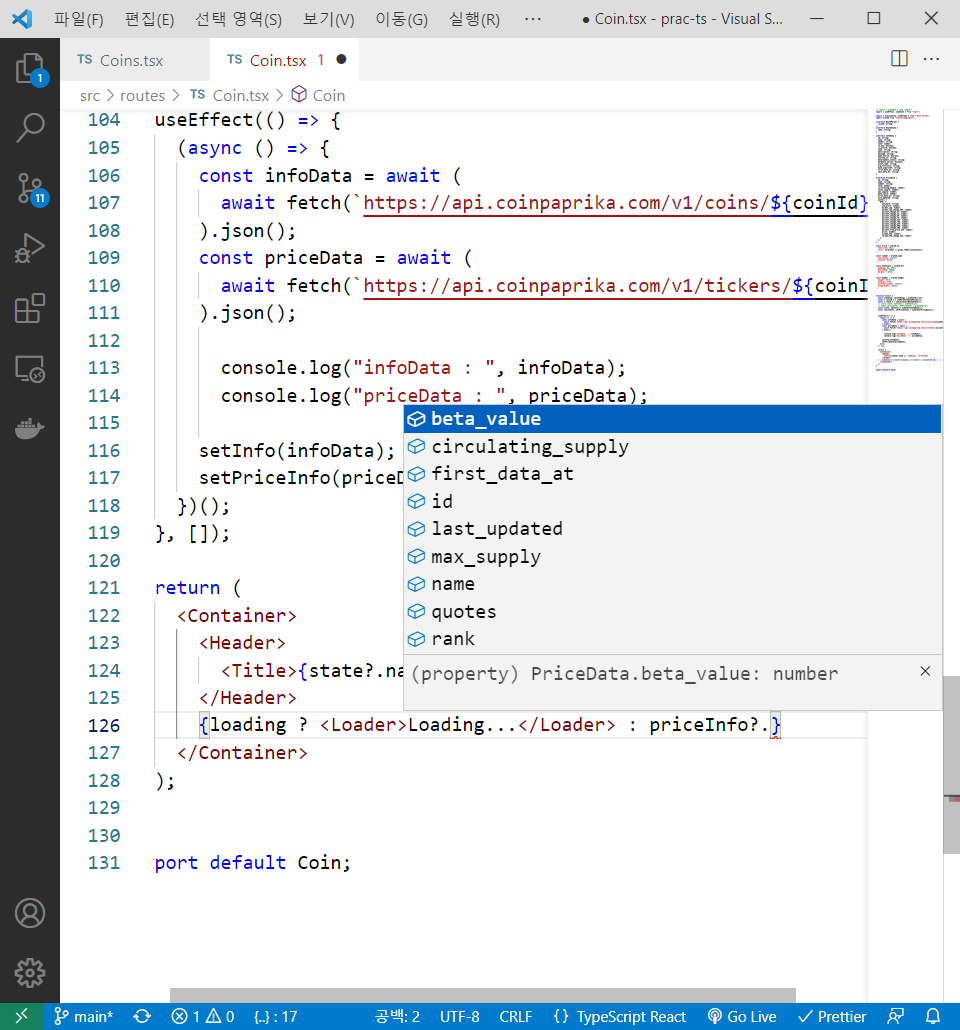 파일(F) 편집(E) 선택 영역(S) 보기(V) 이동(G) 실행(R) ··· ● Coin.tsx - prac-ts - Visual S...
TS Coins.tsx TS Coin.tsx 1 ●
src > routes > TS Coin.tsx > Coin
104 useEffect(() => {
105 (async () => {
106 const infoData = await (
107 await fetch(`https://api.coinpaprika.com/v1/coins/${coinId}
108 ).json();
109 const priceData = await (
110 await fetch(`https://api.coinpaprika.com/v1/tickers/${coinI
111 ).json();
112
113 console.log("infoData : ", infoData);
114 console.log("priceData : ", priceData);
115
116 setInfo(infoData);
117 setPriceInfo(priceD
118 })();
119 }, []);
120
121 return (
122 <Container>
123 <Header>
124 <Title>{state?.na
125 </Header>
126 {loading ? <Loader>Loading...</Loader> : priceInfo?.}
127 </Container>
128 );
129
130
131 port default Coin;
beta_value
circulating_supply
first_data_at
id
last_updated
max_supply
name
quotes
rank
(property) PriceData.beta_value: number
1
11
main* 1 0 {..} : 17 공백: 2 UTF-8 CRLF {} TypeScript React Go Live Prettier